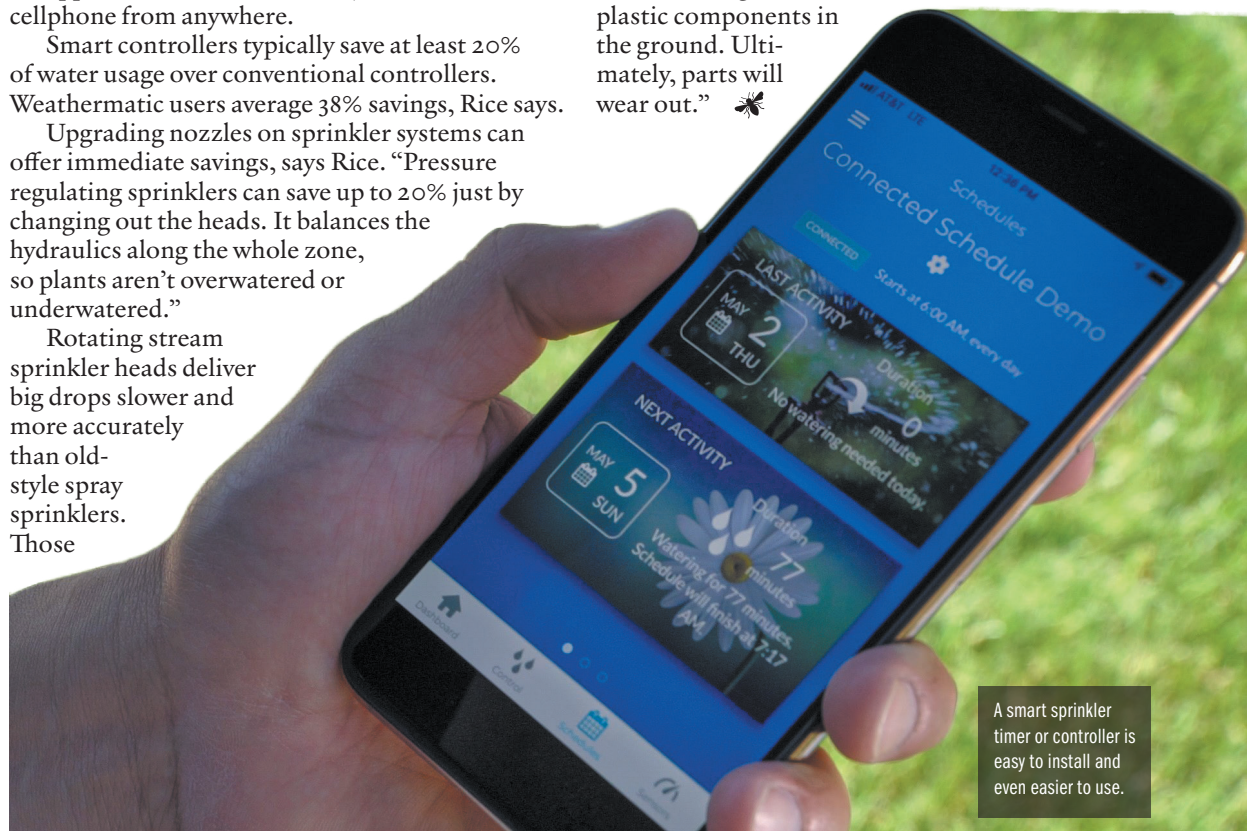 cellphone from anywhere.
Smart controllers typically save at least 20%
of water usage over conventional controllers.
Weathermatic users average 38% savings, Rice says.
Upgrading nozzles on sprinkler systems can
offer immediate savings, says Rice. “Pressure
regulating sprinklers can save up to 20% just by
changing out the heads. It balances the
hydraulics along the whole zone,
so plants aren’t overwatered or
underwatered.”
Rotating stream
sprinkler heads deliver
big drops slower and
more accurately
than old-
style spray
sprinklers.
Those
plastic components in
the ground. Ulti-
mately, parts will
wear out.”
AT&T LTE
12:36 PM
Schedules
Connected Schedule Demo
CONNECTED
Starts at 6:00 AM, every day
LAST ACTIVITY
MAY
2
THU
Duration
0
minutes
No watering needed today.
NEXT ACTIVITY
MAY
5
SUN
Duration
77
minutes
Watering for 77 minutes.
Schedule will finish at 7:17
AM.
Dashboard
Control
Schedules
Sensors
A smart sprinkler
timer or controller is
easy to install and
even easier to use.